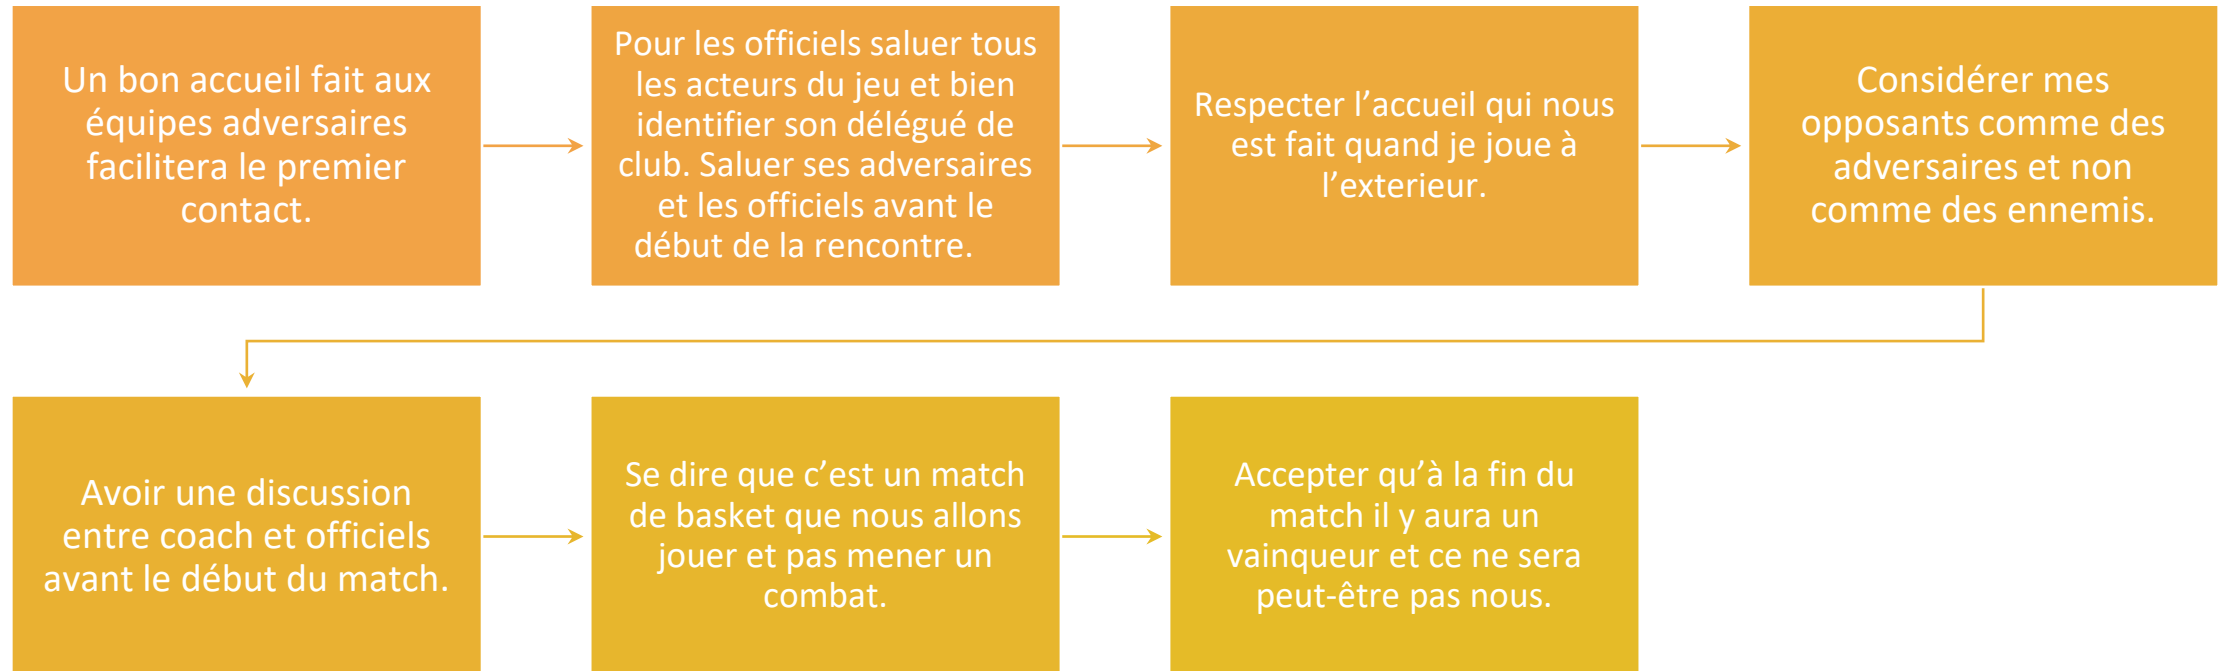 Un bon accueil fait aux
équipes adversaires
facilitera le premier
contact.
Pour les officiels saluer tous
les acteurs du jeu et bien
identifier son délégué de
club. Saluer ses adversaires
et les officiels avant le
début de la rencontre.
Respecter l’accueil qui nous
est fait quand je joue à
l’exterieur.
Considérer mes
opposants comme des
adversaires et non
comme des ennemis.
Avoir une discussion
entre coach et officiels
avant le début du match.
Se dire que c’est un match
de basket que nous allons
jouer et pas mener un
combat.
Accepter qu’à la fin du
match il y aura un
vainqueur et ce ne sera
peut-être pas nous.